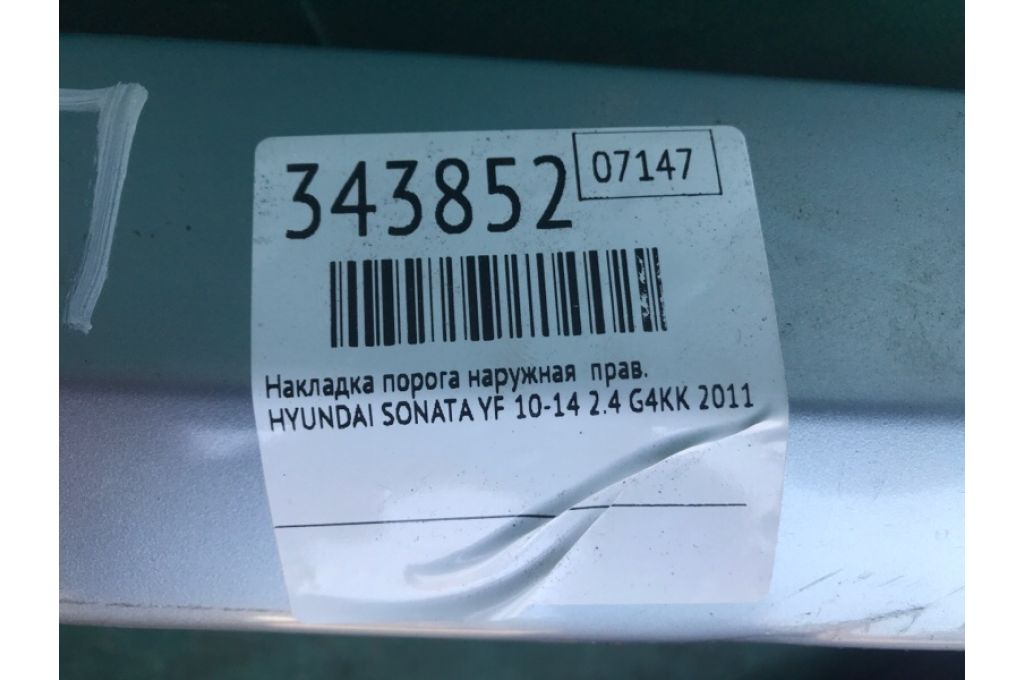 343852
07147
Накладка порога наружная прав.
HYUNDAI SONATA YF 10-14 2.4 G4KK 2011